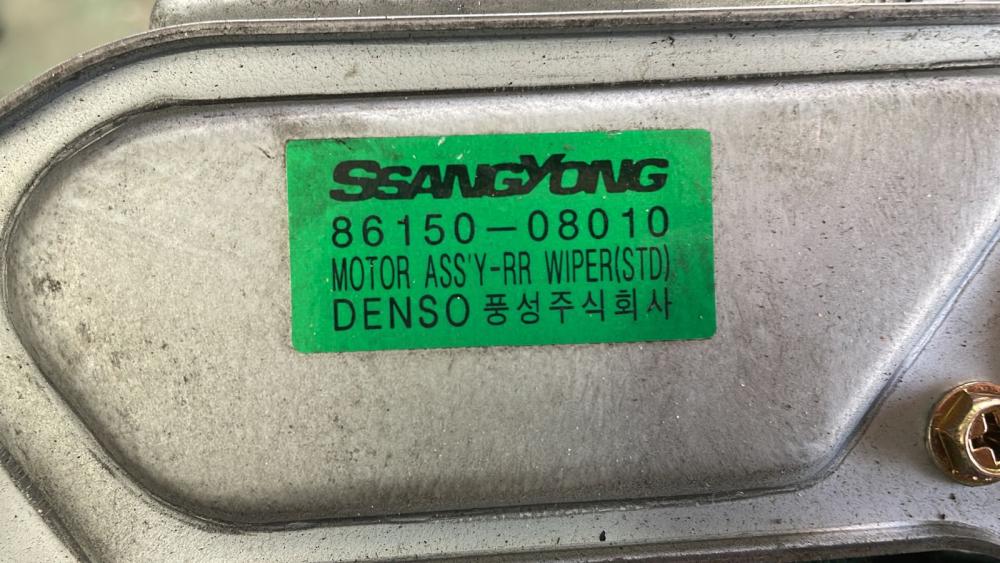 SSANGYONG
86150-08010
MOTOR ASS'Y-RR WIPER(STD)
DENSO 풍성주식회사